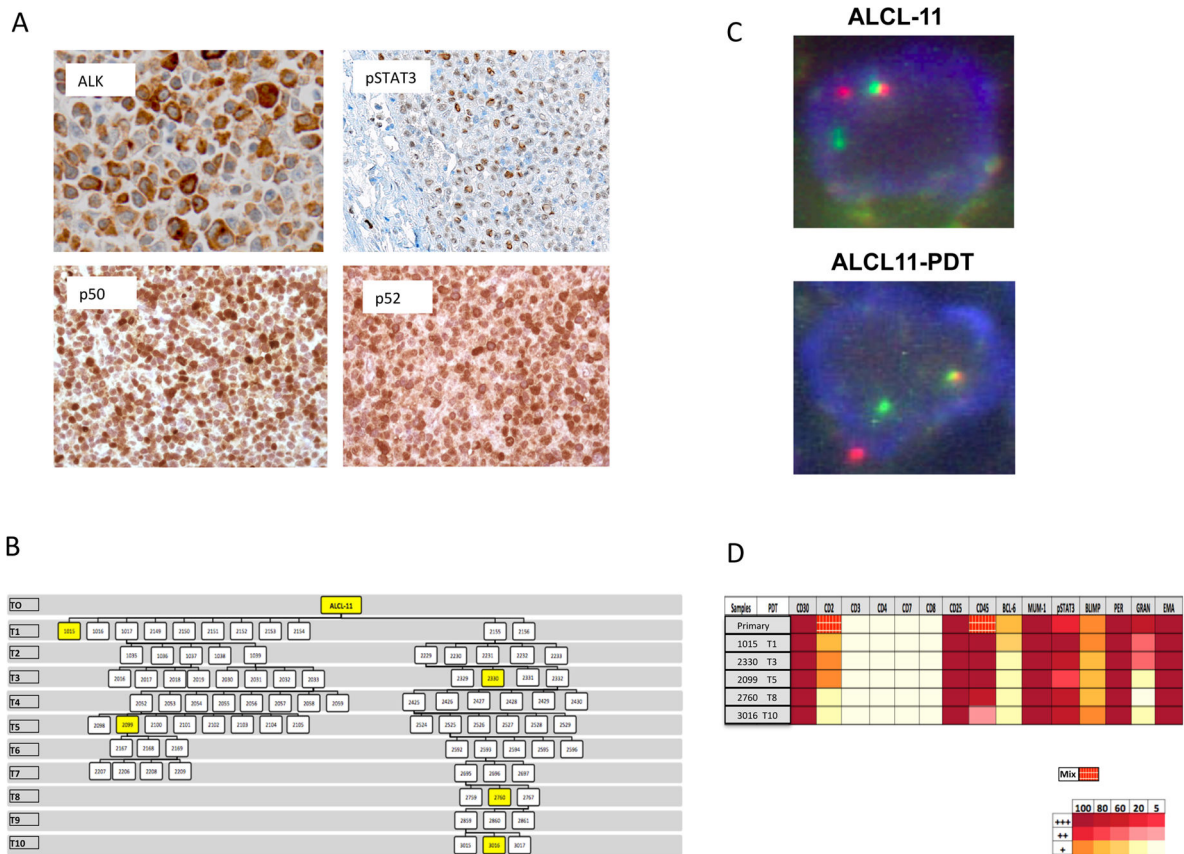 A
ALK
pSTAT3
p50
p52
C
ALCL-11
ALCL11-PDT
B
TO
ALCL-11
T1
1015 1016 1017 2149 2150 2151 2152 2153 2154 2155 2156
T2
1035 1036 1037 1038 1039 2229 2230 2231 2232 2233
T3
2016 2017 2018 2019 2030 2031 2032 2033 2329 2330 2331 2332
T4
2052 2053 2054 2055 2056 2057 2058 2059 2425 2426 2427 2428 2429 2430
T5
2098 2099 2100 2101 2102 2103 2104 2105 2524 2525 2526 2527 2528 2529
T6
2167 2168 2169 2592 2593 2594 2595 2596
T7
2207 2206 2208 2209 2695 2696 2697
T8
2759 2760 2767
T9
2859 2860 2861
T10
3015 3016 3017
D
Samples PDT CD30 CD2 CD3 CD4 CD7 CD8 CD25 CD45 BCL-6 MUM-1 pSTAT3 BLIMP PER GRAN EMA
Primary
1015 T1
2330 T3
2099 T5
2760 T8
3016 T10
Mix
100 80 60 20 5
+++
++
+